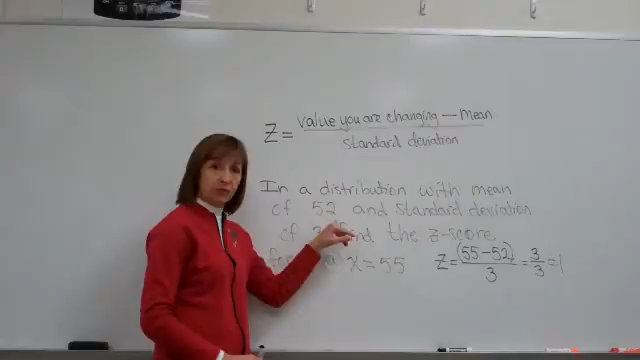 Z = value you are changing — mean
standard deviation
In a distribution with mean
of 52 and standard deviation
of 3 find the z-score
for x = 55
z = (55-52) / 3 = 3/3 = 1